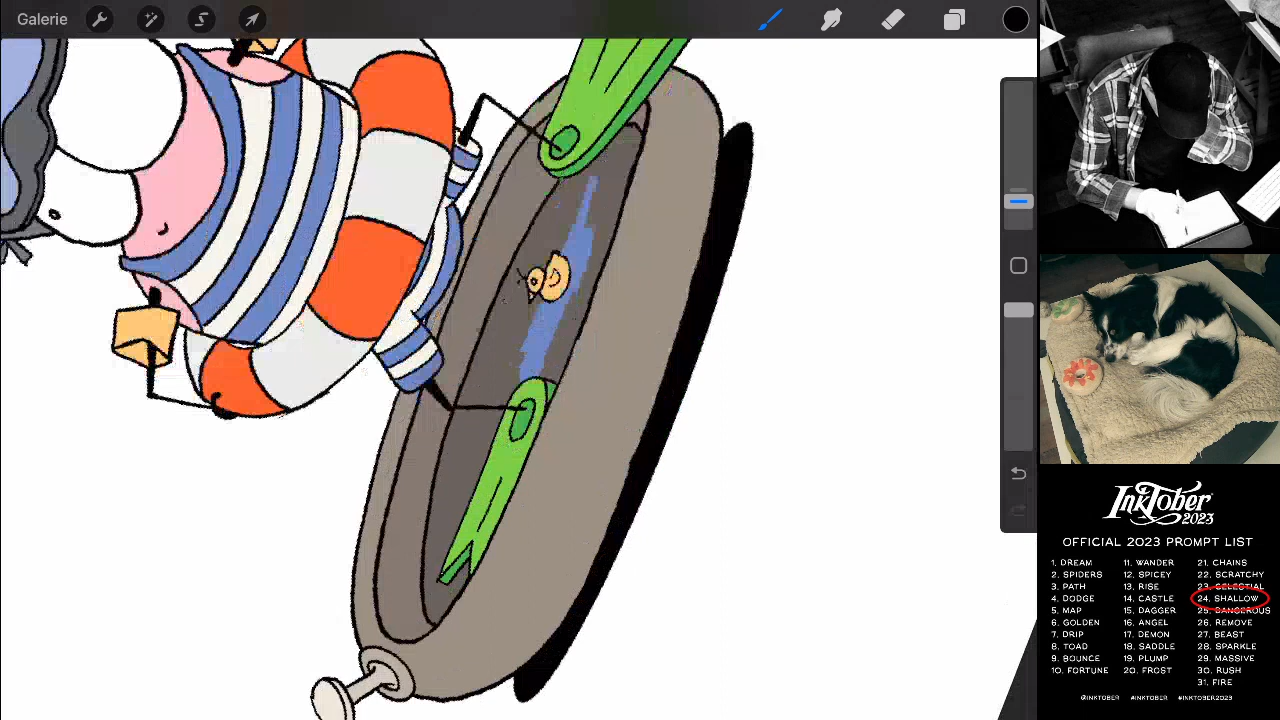 Galerie
INKTOBER
2023
OFFICIAL 2023 PROMPT LIST
1. DREAM
2. SPIDERS
3. PATH
4. DODGE
5. MAP
6. GOLDEN
7. DRIP
8. TOAD
9. BOUNCE
10. FORTUNE
11. WANDER
12. SPICEY
13. RISE
14. CASTLE
15. DAGGER
16. ANGEL
17. DEMON
18. SADDLE
19. PLUMP
20. FROST
21. CHAINS
22. SCRATCHY
23. CELESTIAL
24. SHALLOW
25. DANGEROUS
26. REMOVE
27. BEAST
28. SPARKLE
29. MASSIVE
30. RUSH
31. FIRE
@INKTOBER #INKTOBER #INKTOBER2023